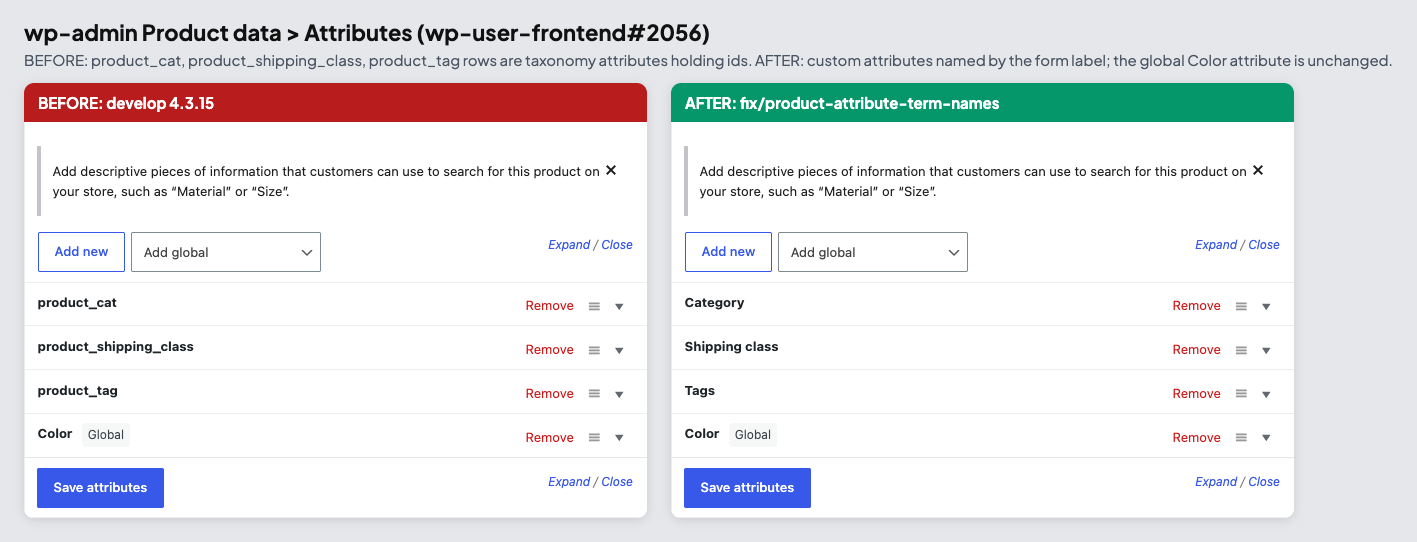 wp-admin Product data > Attributes (wp-user-frontend#2056)
BEFORE: product_cat, product_shipping_class, product_tag rows are taxonomy attributes holding ids. AFTER: custom attributes named by the form label; the global Color attribute is unchanged.
BEFORE: develop 4.3.15
Add descriptive pieces of information that customers can use to search for this product on
your store, such as “Material” or “Size”.
Add new
Add global
Expand / Close
product_cat
Remove
product_shipping_class
Remove
product_tag
Remove
Color Global
Remove
Save attributes
Expand / Close
AFTER: fix/product-attribute-term-names
Add descriptive pieces of information that customers can use to search for this product on
your store, such as “Material” or “Size”.
Add new
Add global
Expand / Close
Category
Remove
Shipping class
Remove
Tags
Remove
Color Global
Remove
Save attributes
Expand / Close